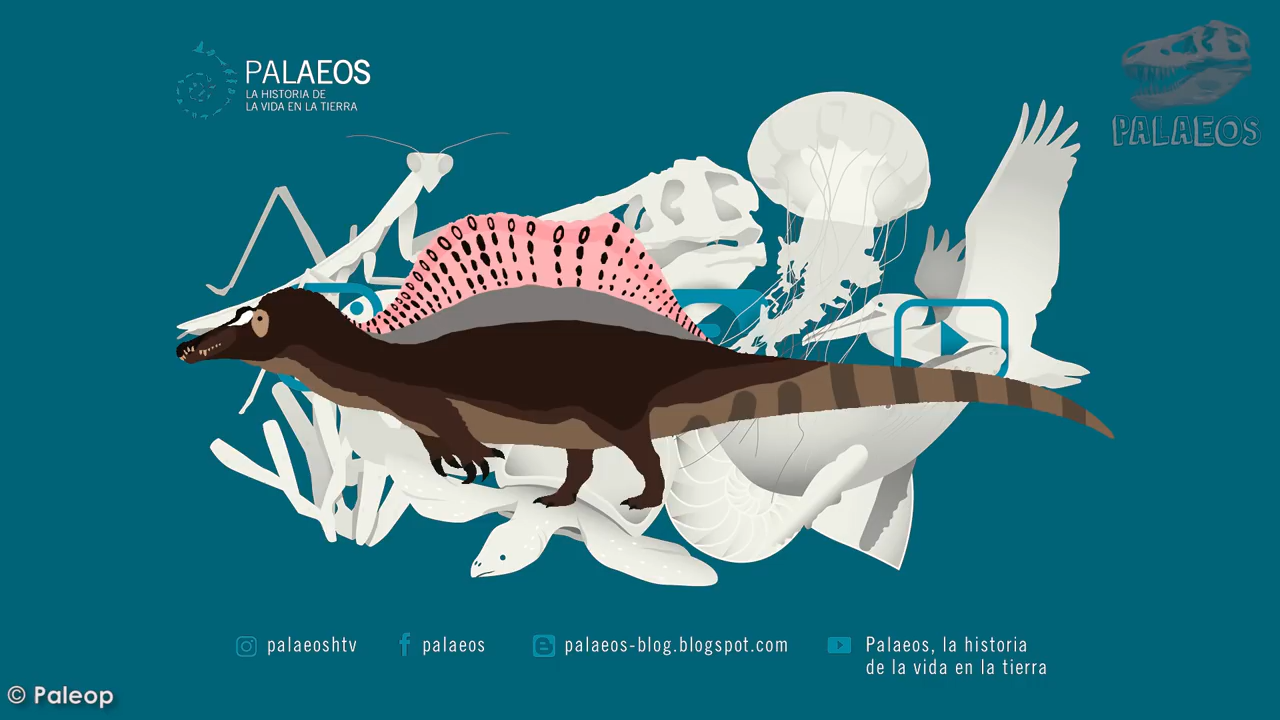 PALAEOS
LA HISTORIA DE
LA VIDA EN LA TIERRA
PALAEOS
palaeoshtv
palaeos
palaeos-blog.blogspot.com
Palaeos, la historia
de la vida en la tierra
© Paleop